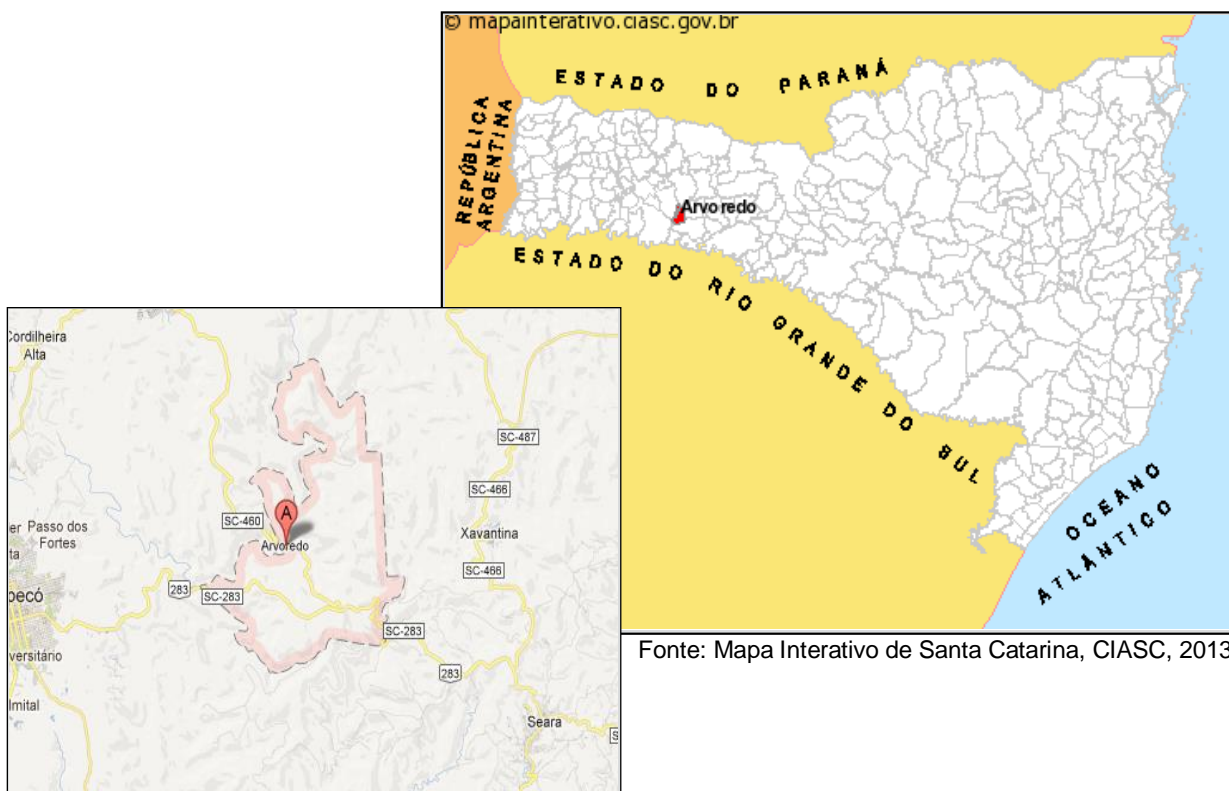 © mapainterativo.ciasc.gov.br
ESTADO DO PARANÁ
REPÚBLICA
ARGENTINA
Arvoredo
ESTADO DO RIO GRANDE DO SUL
OCEANO
ATLANTICO
Fonte: Mapa Interativo de Santa Catarina, CIASC, 2013
Cordilheira
Alta
SC-487
SC-466
A
SC-460
Passo dos
Fortes
Arvoredo
Xavantina
SC-466
283
SC-283
SC-283
283
Seara